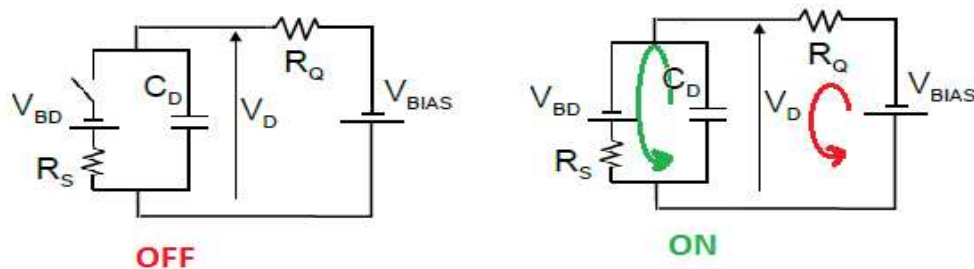 R_Q
C_D
V_BD
V_D
V_BIAS
R_S
OFF
R_Q
C_D
V_BD
V_D
V_BIAS
R_S
ON